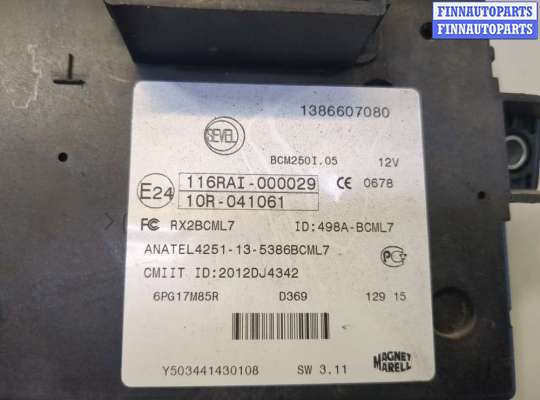 FINNAUTOPARTS
FINNAUTOPARTS
1386607080
SEVEL
BCM250I.05 12V
E24 116RAI-000029 CE 0678
10R-041061
FC RX2BCML7 ID:498A-BCML7
ANATEL4251-13-5386BCML7
CMIIT ID:2012DJ4342
6PG17M85R D369 129 15
Y503441430108 SW 3.11
MAGNETI
MARELLI